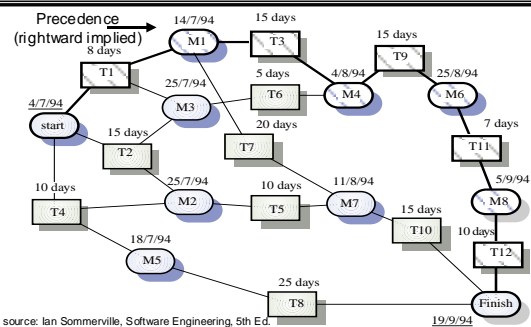 Precedence
(rightward implied)
14/7/94
15 days
8 days
M1
T3
15 days
T9
T1
25/7/94
5 days
4/8/94
25/8/94
4/7/94
M3
T6
M4
M6
start
15 days
20 days
7 days
T2
T7
T11
25/7/94
10 days
11/8/94
5/9/94
10 days
M2
T5
M7
15 days
M8
T4
18/7/94
T10
10 days
M5
25 days
T12
T8
Finish
source: Ian Sommerville, Software Engineering, 5th Ed.
19/9/94